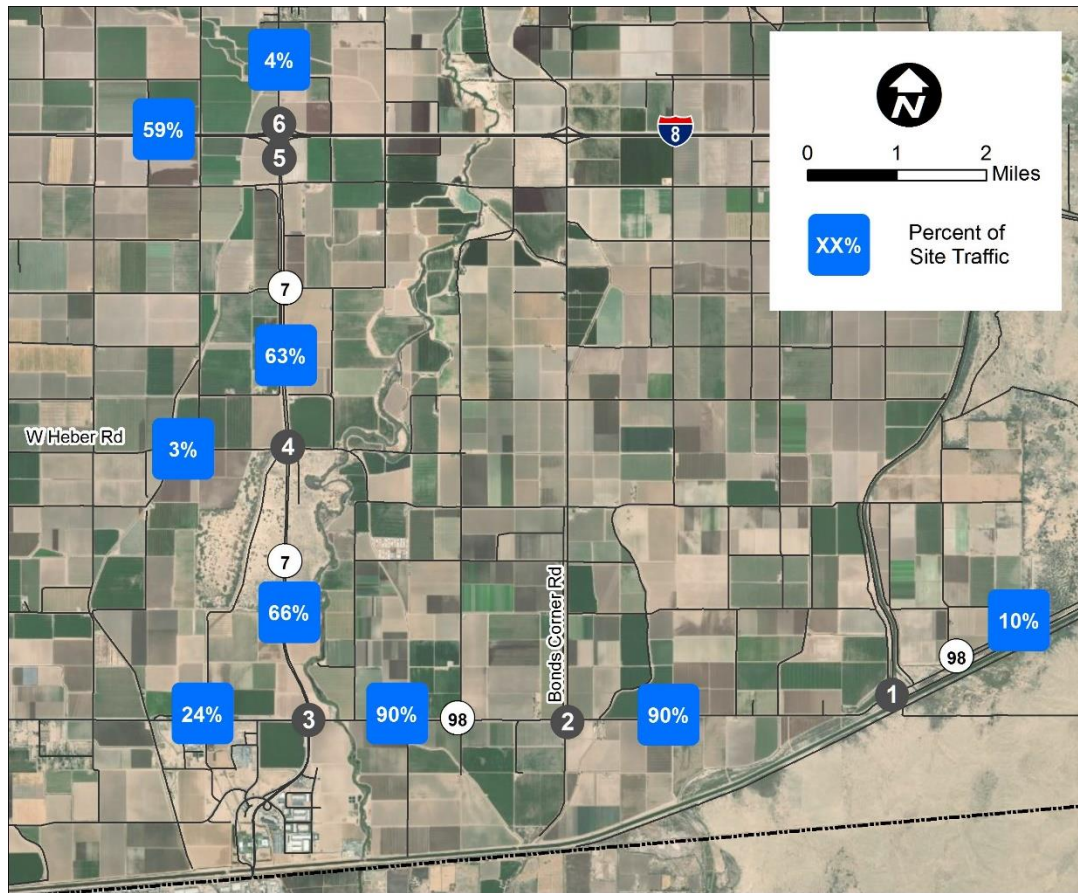 4%
6
59%
8
5
N
0 1 2
Miles
XX%
Percent of
Site Traffic
7
63%
W Heber Rd
3%
4
7
66%
Bonds Corner Rd
10%
98
1
24%
3
90%
98
2
90%